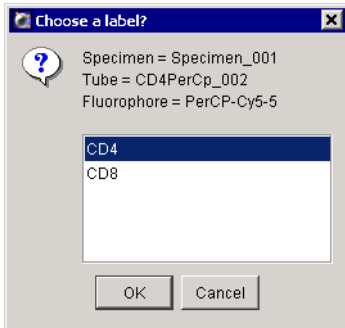 Choose a label?
Specimen = Specimen_001
Tube = CD4PerCp_002
Fluorophore = PerCP-Cy5-5
CD4
CD8
OK Cancel